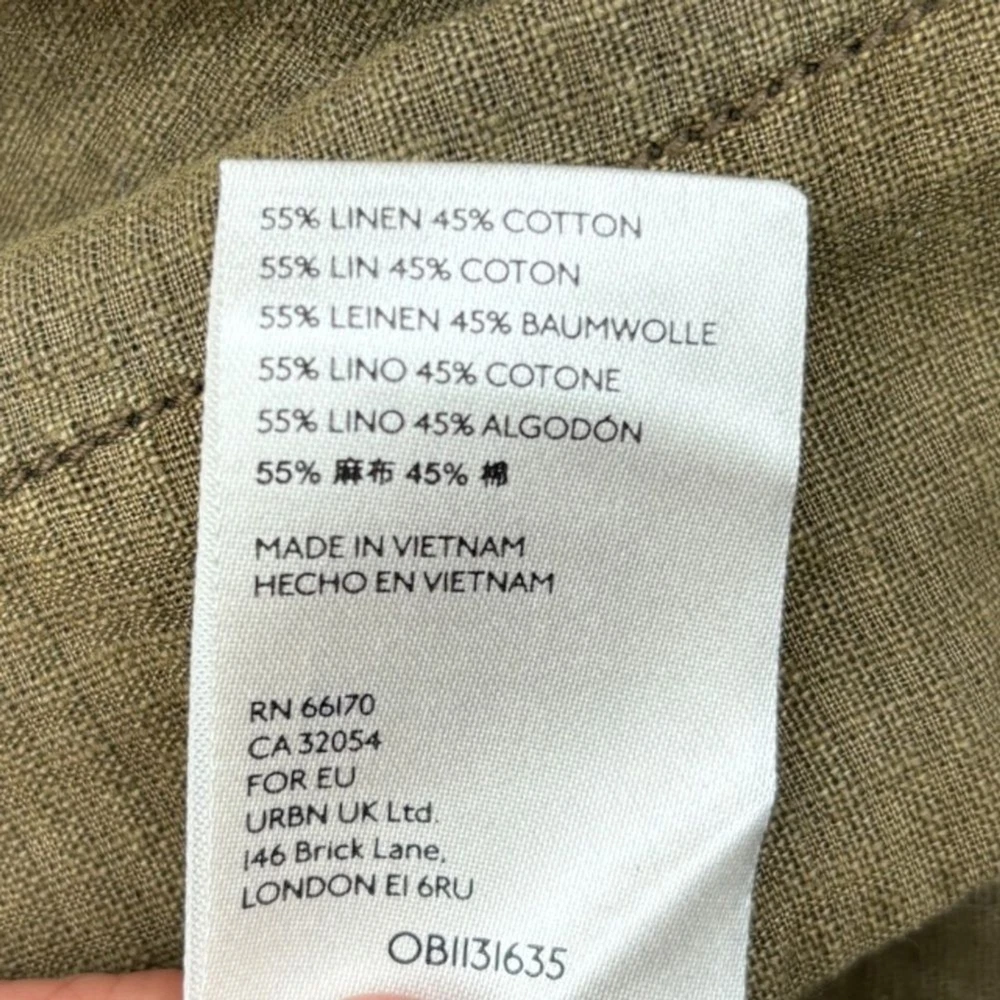 55% LINEN 45% COTTON
55% LIN 45% COTON
55% LEINEN 45% BAUMWOLLE
55% LINO 45% COTONE
55% LINO 45% ALGODÓN
55% 麻布 45% 棉
MADE IN VIETNAM
HECHO EN VIETNAM
RN 66170
CA 32054
FOR EU
URBN UK Ltd.
146 Brick Lane,
LONDON E1 6RU
OB1131635